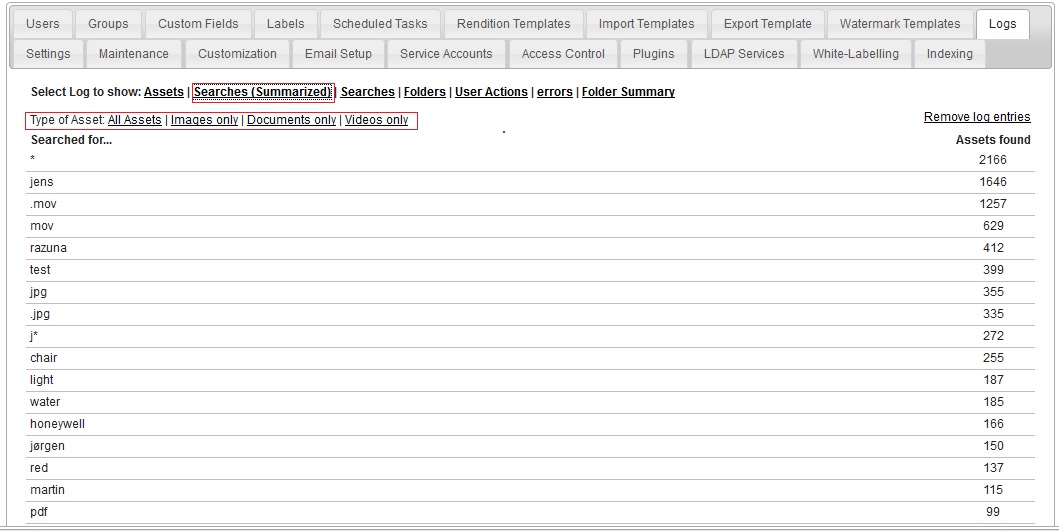 Users Groups Custom Fields Labels Scheduled Tasks Rendition Templates Import Templates Export Template Watermark Templates Logs
Settings Maintenance Customization Email Setup Service Accounts Access Control Plugins LDAP Services White-Labelling Indexing
Select Log to show: Assets | Searches (Summarized) | Searches | Folders | User Actions | errors | Folder Summary
Type of Asset: All Assets | Images only | Documents only | Videos only Remove log entries
Searched for... Assets found
* 2166
jens 1646
.mov 1257
mov 629
razuna 412
test 399
jpg 355
.jpg 335
j* 272
chair 255
light 187
water 185
honeywell 166
jørgen 150
red 137
martin 115
pdf 99